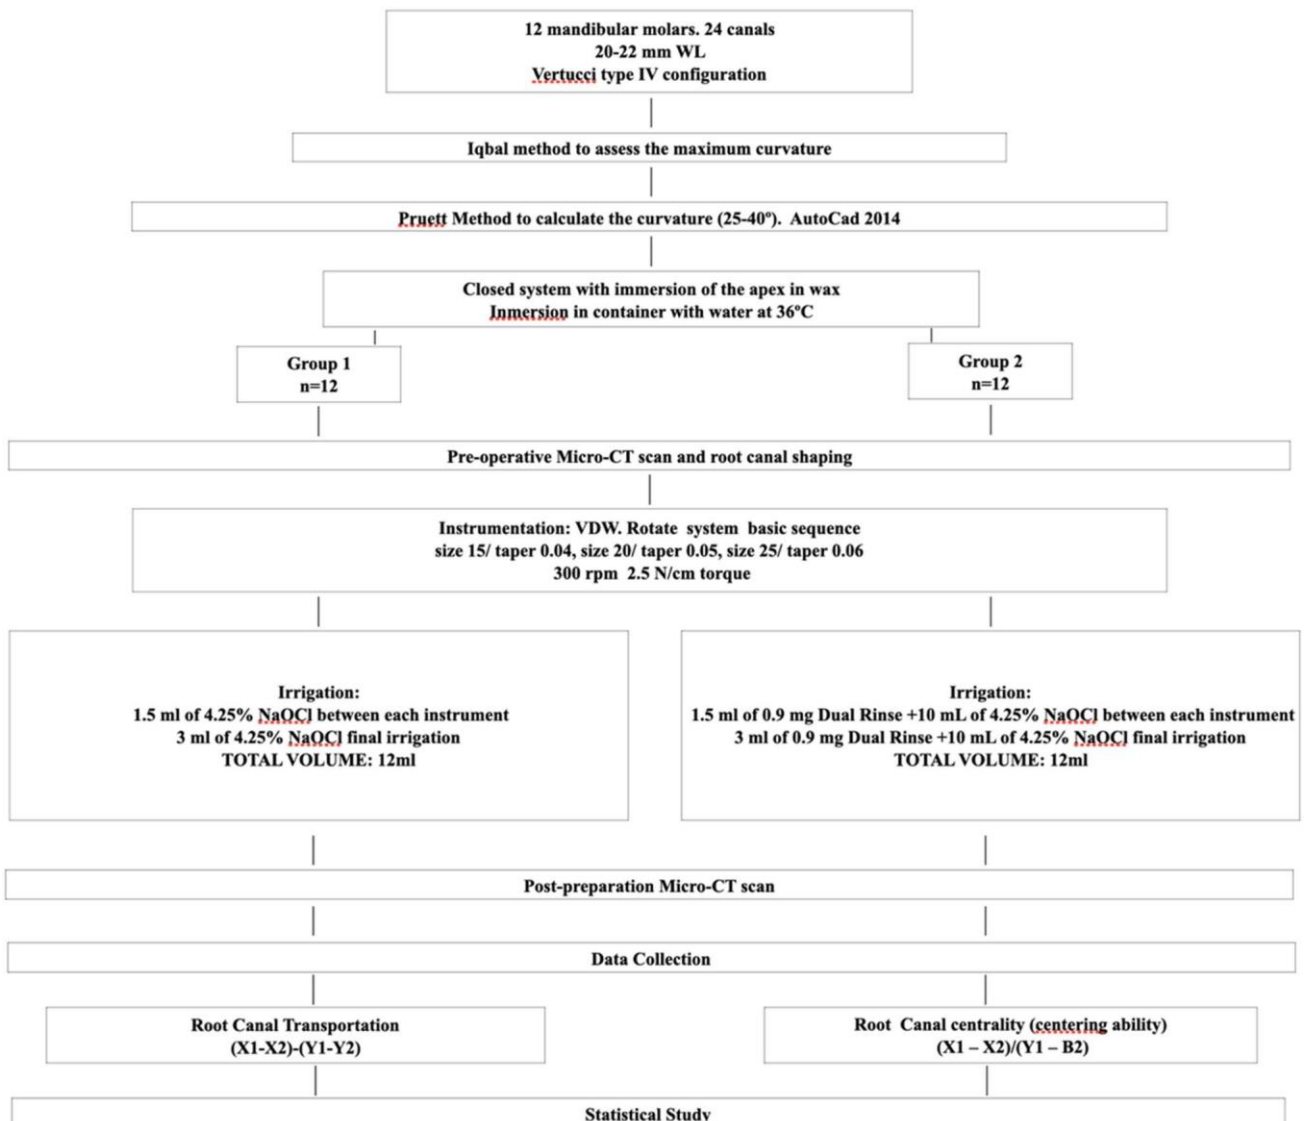 12 mandibular molars. 24 canals
20-22 mm WL
Vertucci type IV configuration
Iqbal method to assess the maximum curvature
Pruett Method to calculate the curvature (25-40º). AutoCad 2014
Closed system with immersion of the apex in wax
Inmersion in container with water at 36ºC
Group 1
n=12
Group 2
n=12
Pre-operative Micro-CT scan and root canal shaping
Instrumentation: VDW. Rotate system basic sequence
size 15/ taper 0.04, size 20/ taper 0.05, size 25/ taper 0.06
300 rpm 2.5 N/cm torque
Irrigation:
1.5 ml of 4.25% NaOCl between each instrument
3 ml of 4.25% NaOCl final irrigation
TOTAL VOLUME: 12ml
Irrigation:
1.5 ml of 0.9 mg Dual Rinse +10 mL of 4.25% NaOCl between each instrument
3 ml of 0.9 mg Dual Rinse +10 mL of 4.25% NaOCl final irrigation
TOTAL VOLUME: 12ml
Post-preparation Micro-CT scan
Data Collection
Root Canal Transportation
(X1-X2)-(Y1-Y2)
Root Canal centrality (centering ability)
(X1 – X2)/(Y1 – B2)
Statistical Study